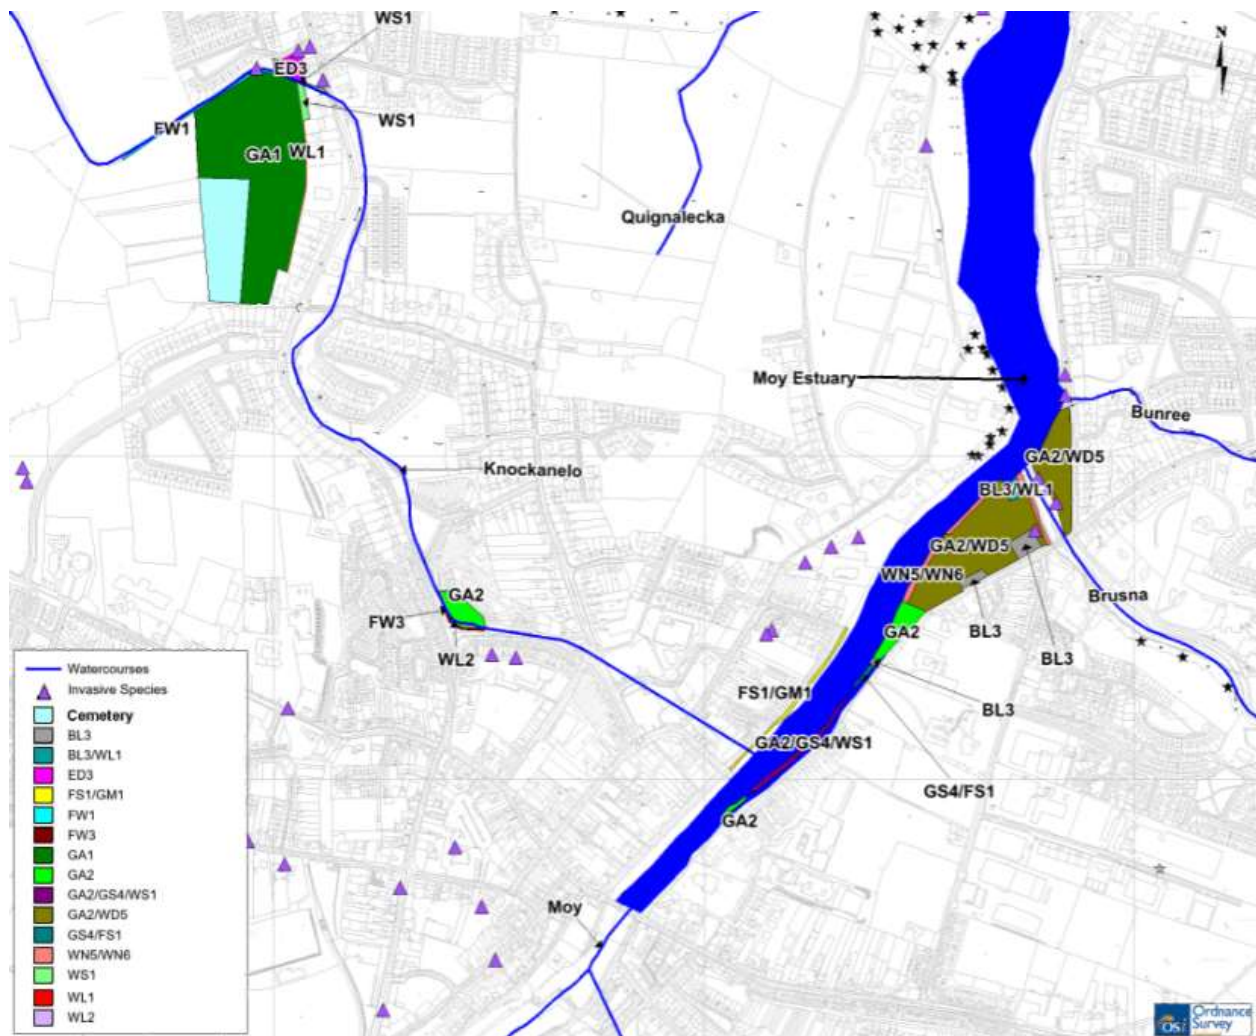 WS1
N
ED3
WS1
FW1
GA1
WL1
Quignalecka
Moy Estuary
Bunree
GA2/WD5
Knockanelo
BL3/WL1
GA2/WD5
WN5/WN6
Brusna
GA2
FW3
GA2
BL3
WL2
BL3
FS1/GM1
BL3
GA2/GS4/WS1
GS4/FS1
GA2
Moy
Watercourses
Invasive Species
Cemetery
BL3
BL3/WL1
ED3
FS1/GM1
FW1
FW3
GA1
GA2
GA2/GS4/WS1
GA2/WD5
GS4/FS1
WN5/WN6
WS1
WL1
WL2
OSi Ordnance
Survey